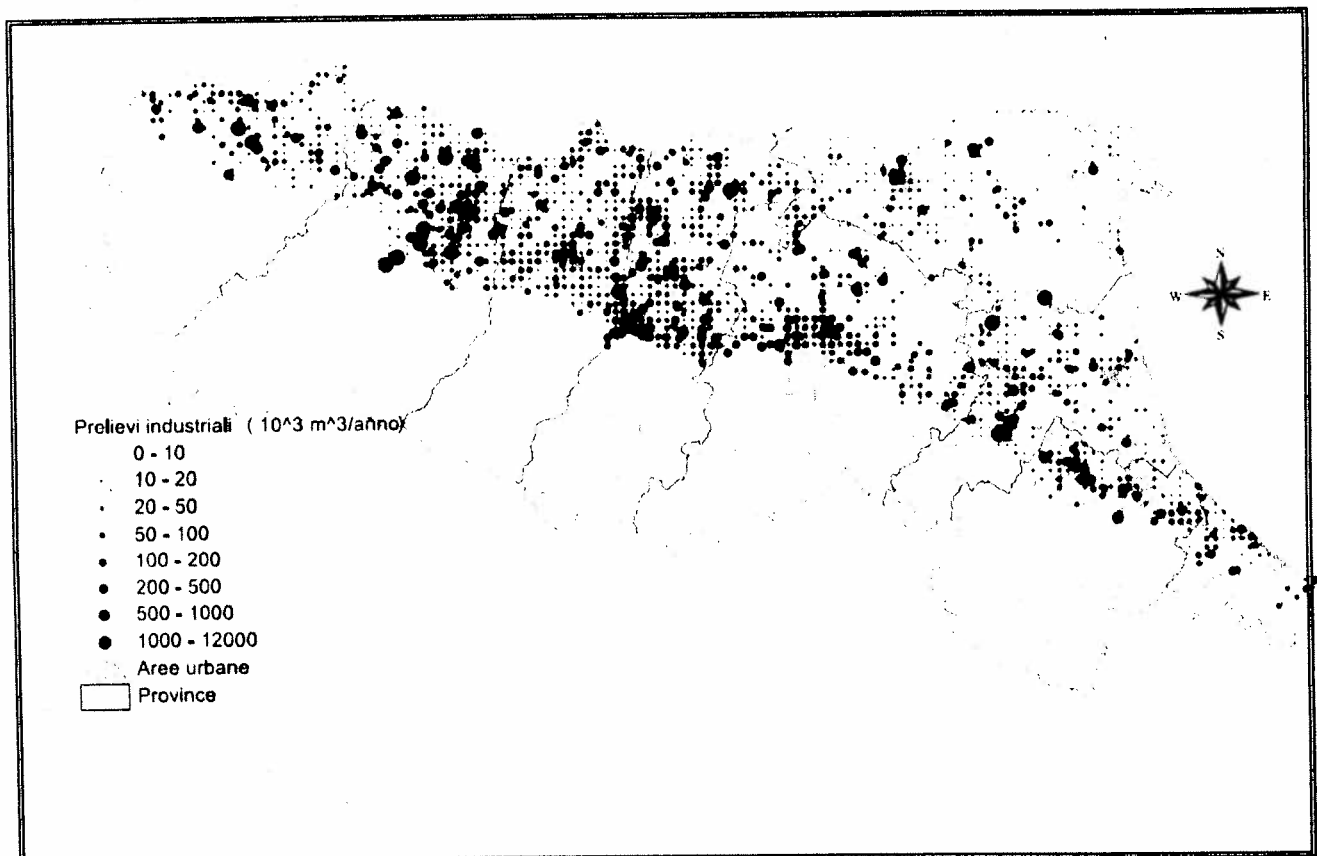 N
W E
S
Prelievi industriali ( 10^3 m^3/anno)
0 - 10
10 - 20
20 - 50
50 - 100
100 - 200
200 - 500
500 - 1000
1000 - 12000
Aree urbane
Province